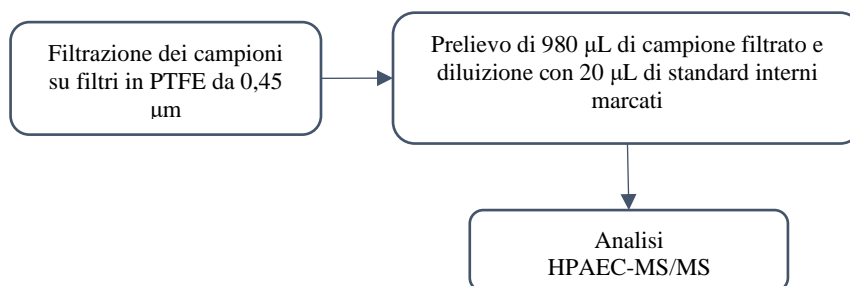 Filtrazione dei campioni
su filtri in PTFE da 0,45
μm
Prelievo di 980 μL di campione filtrato e
diluizione con 20 μL di standard interni
marcati
Analisi
HPAEC-MS/MS